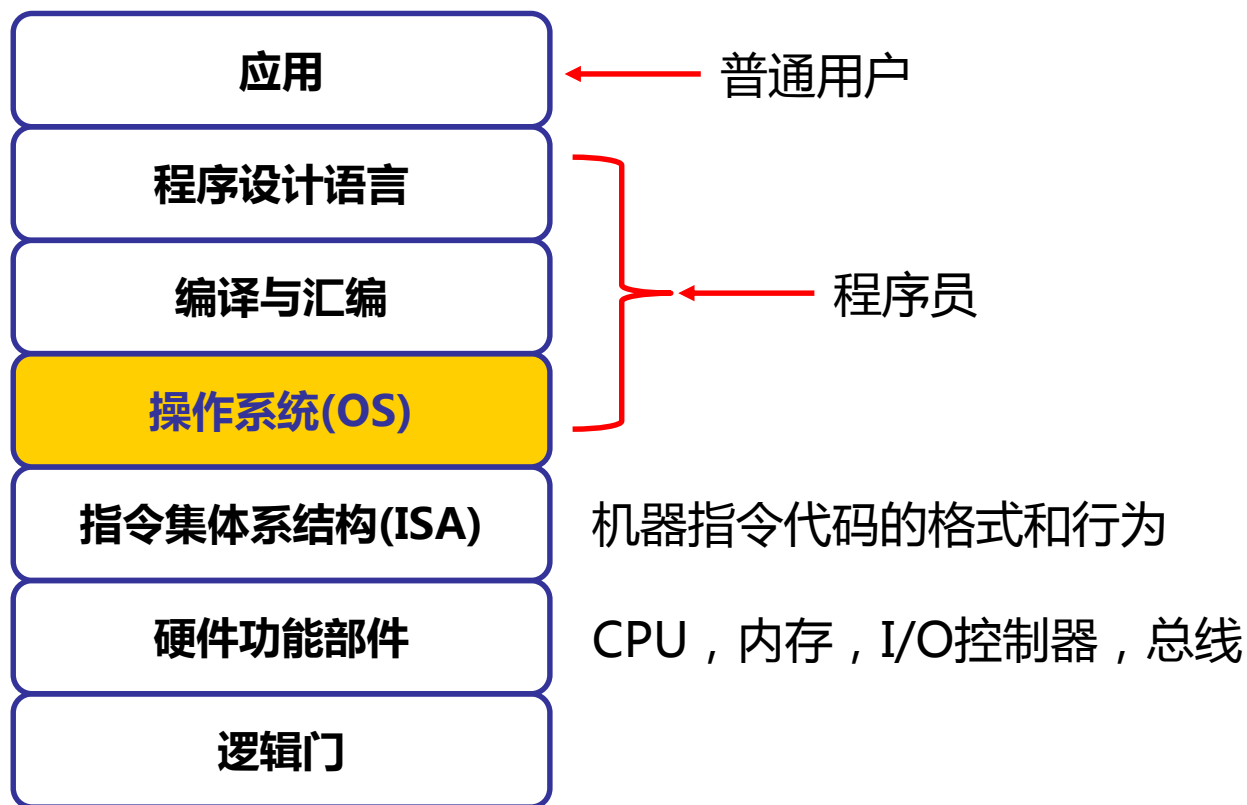 应用
普通用户
程序设计语言
编译与汇编
程序员
操作系统(OS)
指令集体系结构(ISA)
机器指令代码的格式和行为
硬件功能部件
CPU，内存，I/O控制器，总线
逻辑门